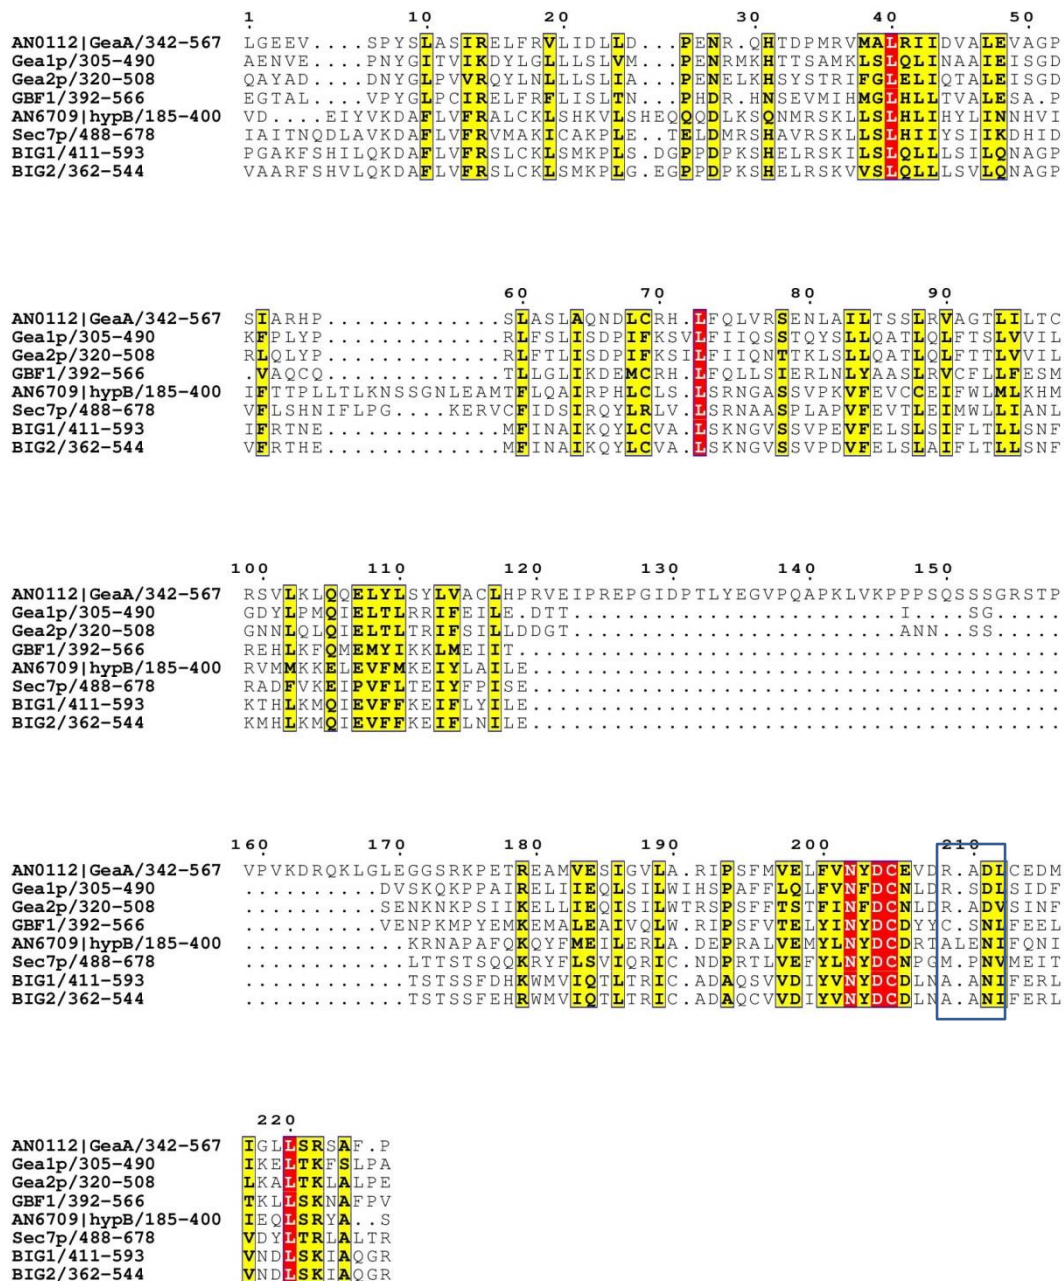 1 10 20 30 40 50
AN0112|GeaA/342-567 LGEEV....SPYSLASIRELFRVLIDLLD...PENR.QHTDPMRVMALRIIDVALEVAGP
Gea1p/305-490 AENVE....PNYGITVIKDYLGLLLSLVM...PENRMKHTTSAMKLSLQLINAAIEISGD
Gea2p/320-508 QAYAD....DNYGLPVVRQYLNLLLSLIA...PENELKHSYSTRIFGLELIQTALEISGD
GBF1/392-566 EGTAL....VPYGLPCIRELFRFLISLTN...PHDR.HNSEVMIHMGLHLLTVALESA.P
AN6709|hypB/185-400 VD....EIYVKDAFLVFRALCKLSHKVLSHEQQQDLKSQNMRSKLLSLHLIHYLINNHVI
Sec7p/488-678 IAITNQDLAVKDAFLVFRVMAKICAKPLE...TELDMRSHAVRSKLLSLHIIYSIIKDHID
BIG1/411-593 PGAKFSHILQKDAFLVFRSLCKLSMKPLS.DGPPDPKSHELRSKILSLQLLLSILQNAGP
BIG2/362-544 VAARFSHVLQKDAFLVFRSLCKLSMKPLG.EGPPDPKSHELRSKVVSLQLLLSVLQNAGP
60 70 80 90
AN0112|GeaA/342-567 SIARHP.............SLASLAQNDLCRH.LFQLVRSENLAILTSSLRVAGTLILTC
Gea1p/305-490 KFPLYP.............RLFSLISDPIFKSVLFIIQSSTQYSLLQATLQLFTSLVVIL
Gea2p/320-508 RLQLYP.............RLFTLISDPIFKSILFIIQNTTKLSLLQATLQLFTTLVVIL
GBF1/392-566 .VAQCQ.............TLLGLIKDEMCRH.LFQLLSIERLNLYAASLRVCFLLFESM
AN6709|hypB/185-400 IFTTPLLTLKNSSGNLEAMTFLQAIRPHLCLS.LSRNGASSVPKVFEVCCEIFWLMLKHM
Sec7p/488-678 VFLSHNIFLPG....KERVCFIDSIRQYLRLV.LSRNAASPLAPVFEVTLEIMWLLIANL
BIG1/411-593 IFRTNE.............MFINAIKQYLCVA.LSKNGVSSVPEVFELSLSIFLTLLSNF
BIG2/362-544 VFRTHE.............MFINAIKQYLCVA.LSKNGVSSVPDVFELSLAIFLTLLSNF
100 110 120 130 140 150
AN0112|GeaA/342-567 RSVLKLQQELYLSYLVACLHPRVEIPREPGIDPTLYEGVPQAPKLVKPPPSQSSSGRSTP
Gea1p/305-490 GDYLPMQIELTLRRIFEILE.DTT........................I....SG.....
Gea2p/320-508 GNNLQLQIELTLTRIFSILLDDGT........................ANN..SS.....
GBF1/392-566 REHLKFQMEMYIKKLMEIIT........................................
AN6709|hypB/185-400 RVMMKKELEVFMKEIYLAILE.......................................
Sec7p/488-678 RADFVKEIPVFLTEIYFPISE.......................................
BIG1/411-593 KTHLKMQIEVFFKEIFLYILE.......................................
BIG2/362-544 KMHLKMQIEVFFKEIFLNILE.......................................
160 170 180 190 200 210
AN0112|GeaA/342-567 VPVKDRQKLGLEGGSRKPETREAMVESIGVLA.RIPSFMVELFVNYDCEVDRADLCEDM
Gea1p/305-490 .........DVSKQKPPAIRELIIEQLSILWIHSPAFFLQLFVNFDCNLDR.SDLSIDF
Gea2p/320-508 .........SENKNKPSIIKELLIEQISILWTRSPSFFTSTFINFDCNLDR.ADVSINF
GBF1/392-566 .........VENPKMPYEMKEMALEAIVQLW.RIPSFVTELYINYDCDYYC.SNLFEEL
AN6709|hypB/185-400 ..........KRNAPAFQKQYFMEILERLA.DEPRALVEMYLNYDCDRTALENIFQNI
Sec7p/488-678 ..........LTTSTSQQKRYFLSVIQRIC.NDPRTLVEFYLNYDCNPGM.PNVMEIT
BIG1/411-593 ............TSTSSFDHKWMVIQTLTRIC.ADAQSVVDIYVNYDCDLNA.ANIFERL
BIG2/362-544 ............TSTSSFEHRWMVIQTLTRIC.ADAQCVVDIYVNYDCDLNA.ANIFERL
220
AN0112|GeaA/342-567 IGLLSRSAF.P
Gea1p/305-490 IKELTKFSLPA
Gea2p/320-508 LKALTKLALPE
GBF1/392-566 TKLLSKNAFPV
AN6709|hypB/185-400 IEQLSRYA..S
Sec7p/488-678 VDYLTRLALTR
BIG1/411-593 VNDLSKIAQGR
BIG2/362-544 VNDLSKIAQGR